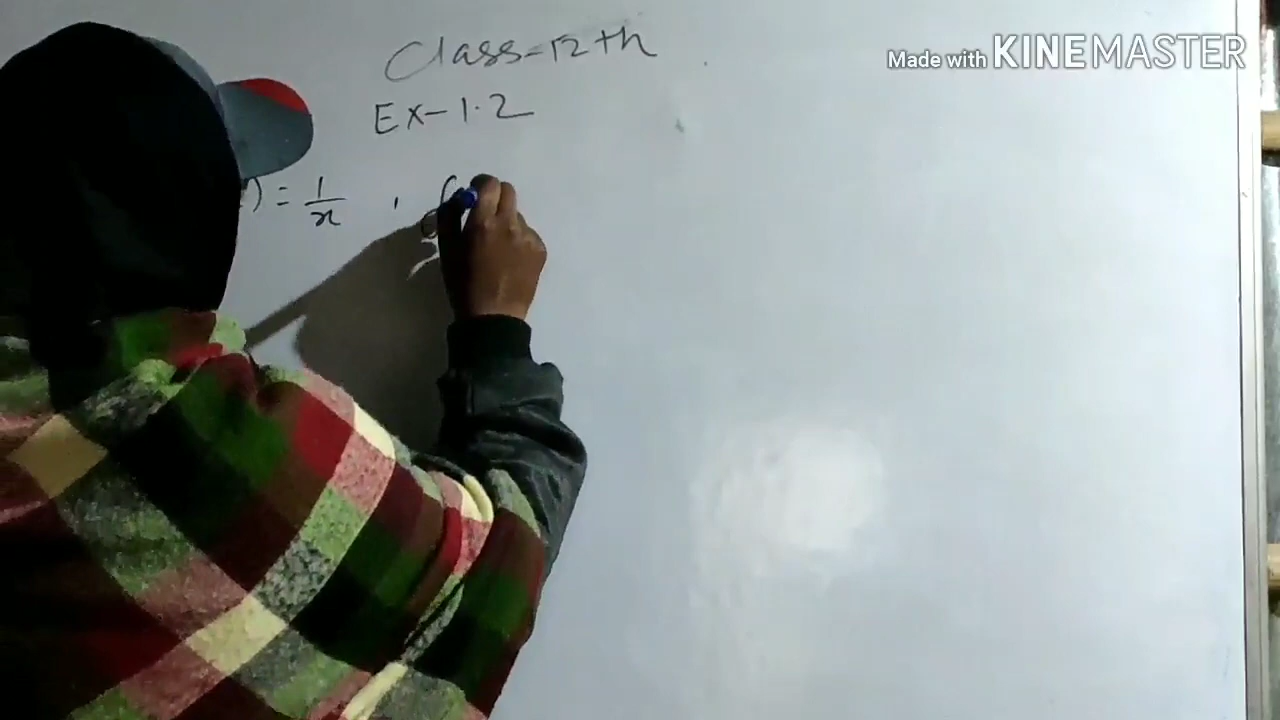 Class-12th
Made with KINEMASTER
Ex-1.2
) = 1/x , f